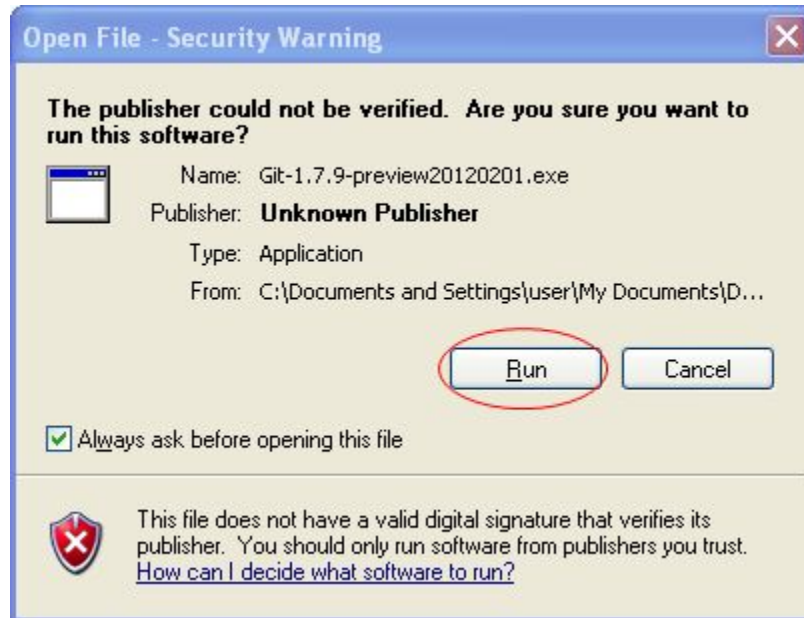 Open File - Security Warning
The publisher could not be verified. Are you sure you want to
run this software?
Name: Git-1.7.9-preview20120201.exe
Publisher: Unknown Publisher
Type: Application
From: C:\Documents and Settings\user\My Documents\D...
Run Cancel
Always ask before opening this file
This file does not have a valid digital signature that verifies its
publisher. You should only run software from publishers you trust.
How can I decide what software to run?